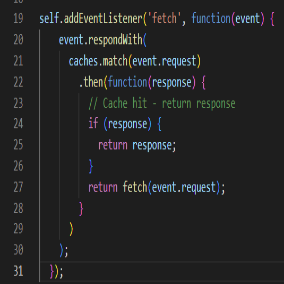 19 self.addEventListener('fetch', function(event) {
20 event.respondWith(
21 caches.match(event.request)
22 .then(function(response) {
23 // Cache hit - return response
24 if (response) {
25 return response;
26 }
27 return fetch(event.request);
28 }
29 )
30 );
31 });